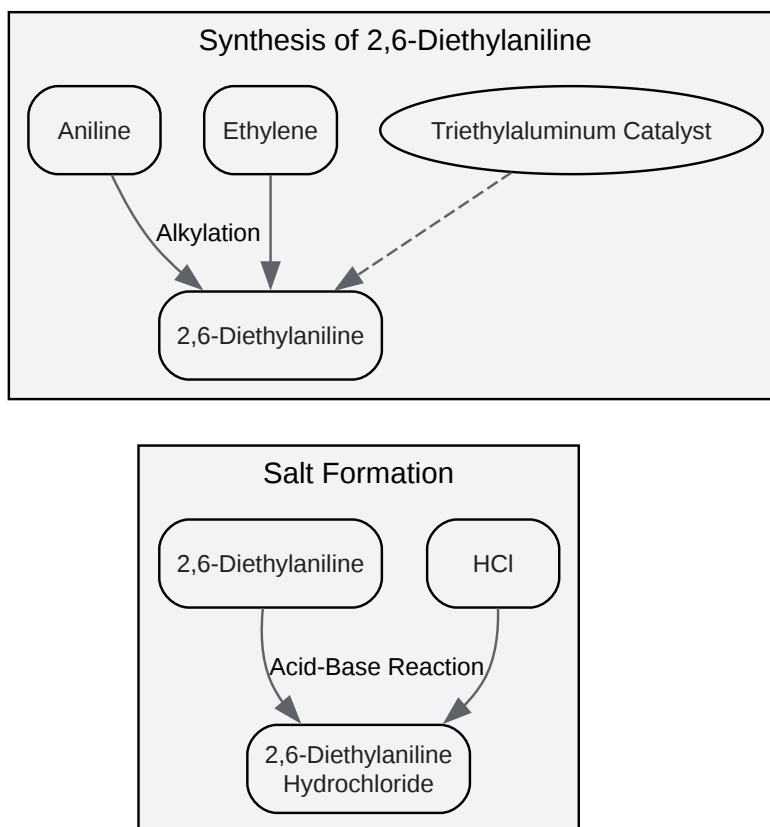 Synthesis of 2,6-Diethylaniline
Aniline
Ethylene
Triethylaluminum Catalyst
Alkylation
2,6-Diethylaniline
Salt Formation
2,6-Diethylaniline
HCl
Acid-Base Reaction
2,6-Diethylaniline
Hydrochloride